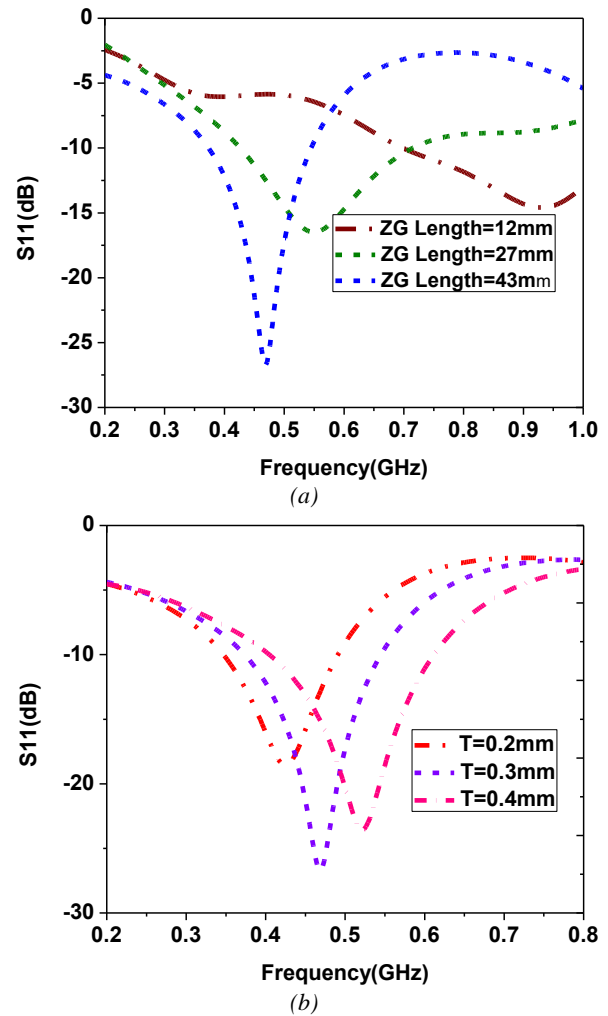 0
-5
-10
-15
-20
-25
-30
S11(dB)
ZG Length=12mm
ZG Length=27mm
ZG Length=43mm
0.2 0.3 0.4 0.5 0.6 0.7 0.8 0.9 1.0
Frequency(GHz)
(a)
0
-10
-20
-30
S11(dB)
T=0.2mm
T=0.3mm
T=0.4mm
0.2 0.3 0.4 0.5 0.6 0.7 0.8
Frequency(GHz)
(b)